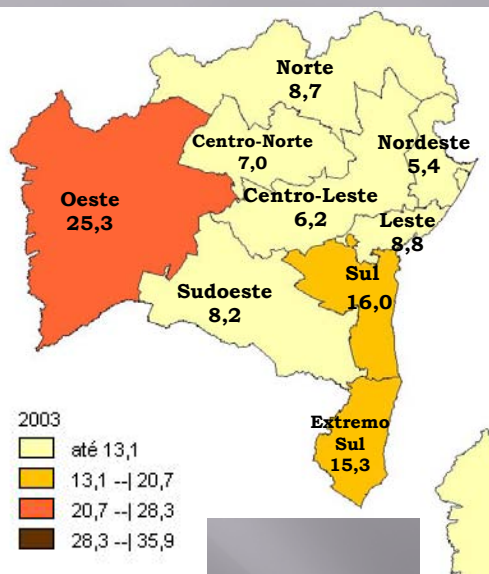 Norte
8,7
Centro-Norte
7,0
Nordeste
5,4
Oeste
25,3
Centro-Leste
6,2
Leste
8,8
Sul
16,0
Sudoeste
8,2
Extremo
Sul
15,3
2003
até 13,1
13,1 --| 20,7
20,7 --| 28,3
28,3 --| 35,9